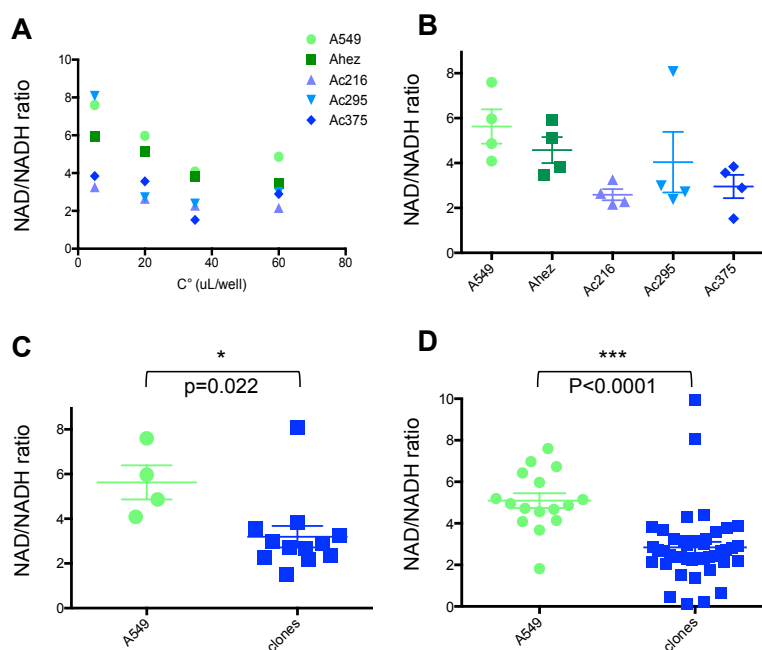 A
NAD/NADH ratio
10
8
6
4
2
0
0
20
40
60
80
C° (uL/well)
A549
Ahez
Ac216
Ac295
Ac375
B
NAD/NADH ratio
8
6
4
2
0
A549
Ahez
Ac216
Ac295
Ac375
C
*
p=0.022
NAD/NADH ratio
8
6
4
2
0
A549
clones
D
***
P<0.0001
NAD/NADH ratio
10
8
6
4
2
0
A549
clones